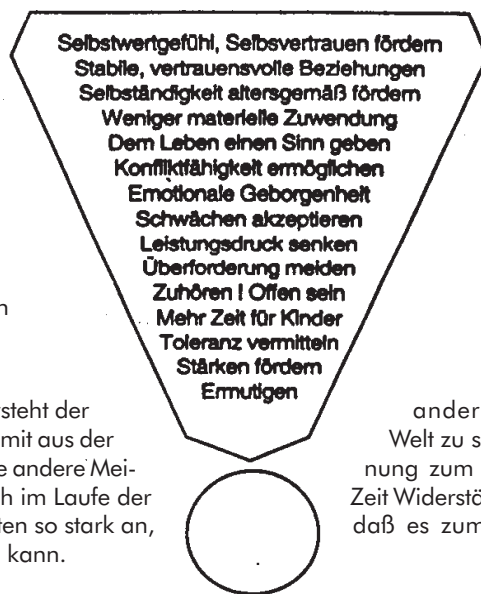 Selbstwertgefühl, Selbsvertrauen fördern
Stabile, vertrauensvolle Beziehungen
Selbständigkeit altersgemäß fördern
Weniger materielle Zuwendung
Dem Leben einen Sinn geben
Konfliktfähigkeit ermöglichen
Emotionale Geborgenheit
Schwächen akzeptieren
Leistungsdruck senken
Überforderung meiden
Zuhören ! Offen sein
n
Mehr Zeit für Kinder
Toleranz vermitteln
Stärken fördern
Ermutigen
steht der
mit aus der
e andere Mei-
h im Laufe der
ten so stark an,
kann.
ander
Welt zu s
nung zum
Zeit Widerstä
daß es zum